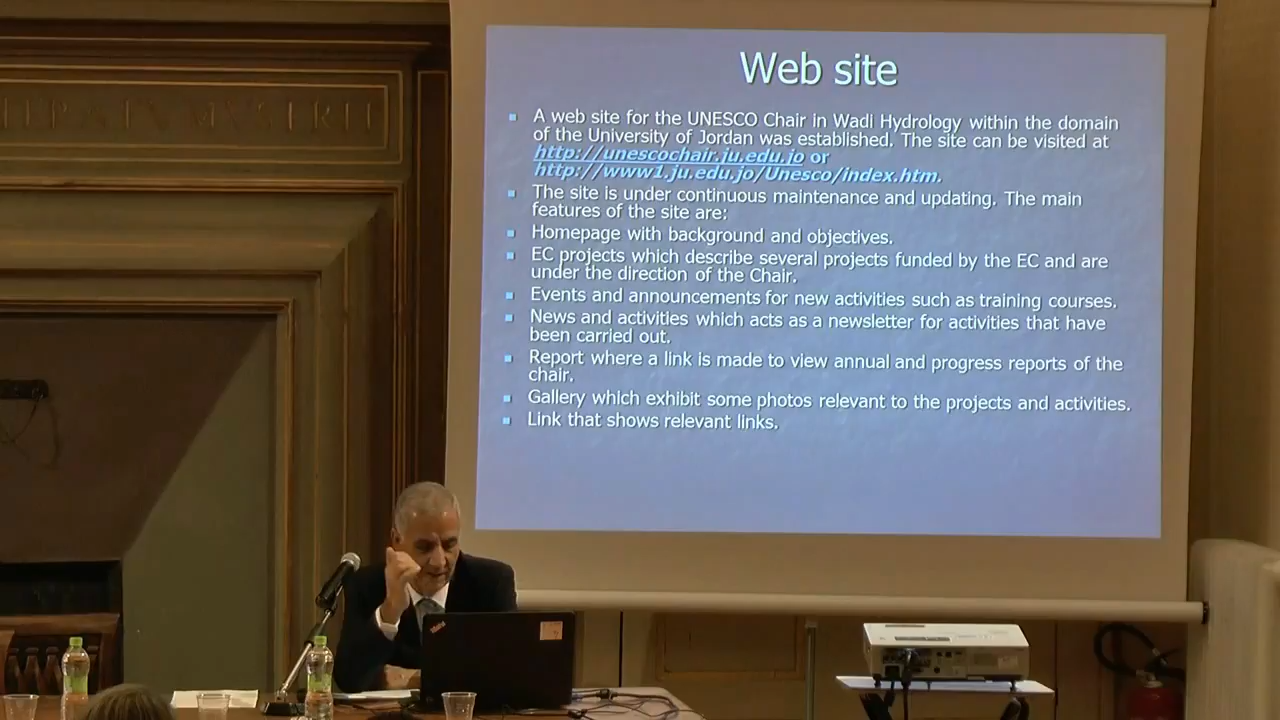 Web site
A web site for the UNESCO Chair in Wadi Hydrology within the domain
of the University of Jordan was established. The site can be visited at
http://unescochair.ju.edu.jo or
http://www1.ju.edu.jo/Unesco/index.htm.
The site is under continuous maintenance and updating. The main
features of the site are:
Homepage with background and objectives.
EC projects which describe several projects funded by the EC and are
under the direction of the Chair.
Events and announcements for new activities such as training courses.
News and activities which acts as a newsletter for activities that have
been carried out.
Report where a link is made to view annual and progress reports of the
chair.
Gallery which exhibit some photos relevant to the projects and activities.
Link that shows relevant links.